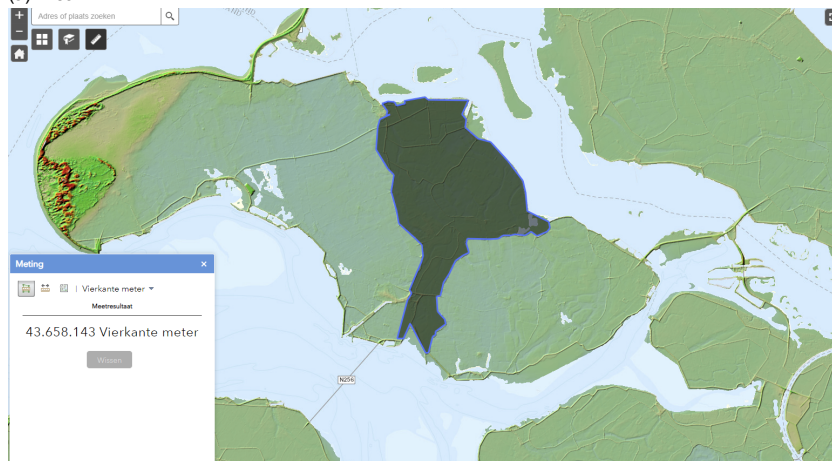 +
Adres of plaats zoeken
−
Meting ×
Vierkante meter
Meetresultaat
43.658.143 Vierkante meter
Wissen
N256